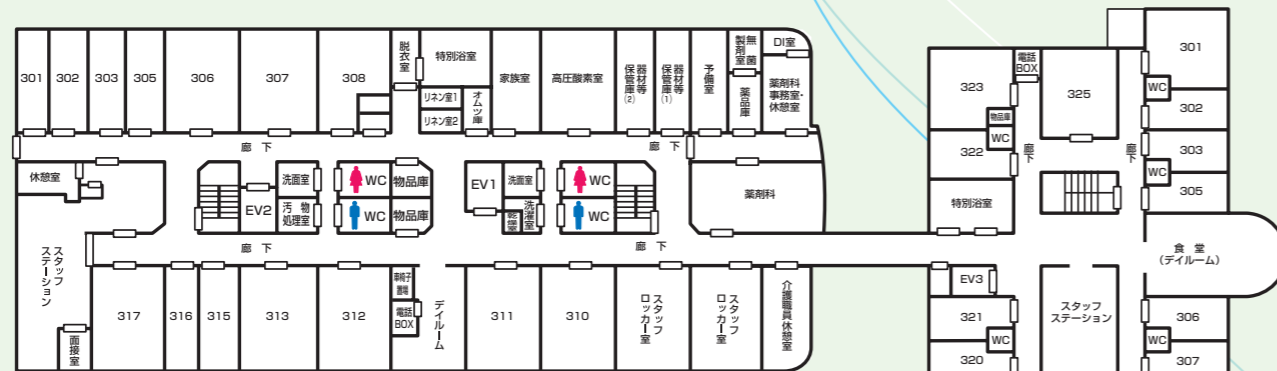 301
302
303
305
306
307
308
脱衣室
特別浴室
リネン室1
リネン室2
オムツ庫
家族室
高圧酸素室
器材等
保管庫
(2)
器材等
保管庫
(1)
予備室
無菌
製剤室
薬品庫
DI室
薬剤科
事務室・
休憩室
廊下
廊下
休憩室
EV2
洗面室
汚物
処理室
WC
WC
物品庫
物品庫
EV1
洗面室
乾燥室
洗濯室
WC
WC
薬剤科
廊下
廊下
スタッフ
ステーション
面接室
317
316
315
313
312
車椅子
置場
電話
BOX
デイルーム
311
310
スタッフ
ロッカー室
スタッフ
ロッカー室
介護職員休憩室
323
電話
BOX
325
301
WC
302
物品庫
WC
322
廊下
廊下
303
WC
305
特別浴室
食堂
(デイルーム)
EV3
321
WC
320
スタッフ
ステーション
306
WC
307